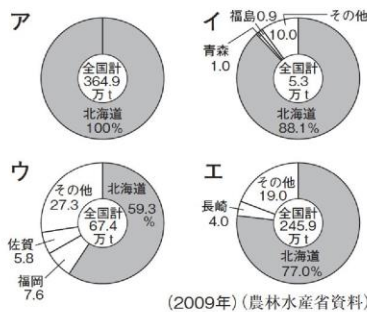 ア
全国計
364.9
万t
北海道
100%
イ
福島0.9
その他
10.0
青森
1.0
全国計
5.3
万t
北海道
88.1%
ウ
その他
27.3
北海道
59.3
%
全国計
67.4
万t
佐賀
5.8
福岡
7.6
エ
その他
19.0
長崎
4.0
全国計
245.9
万t
北海道
77.0%
(2009年)(農林水産省資料)